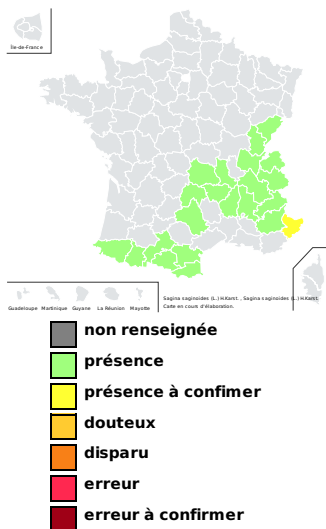 Île-de-France
Guadeloupe Martinique Guyane La Réunion Mayotte
Sagina saginoides (L.) H.Karst. , Sagina saginoides (L.) H.Karst.
Carte en cours d'élaboration.
non renseignée
présence
présence à confimer
douteux
disparu
erreur
erreur à confirmer